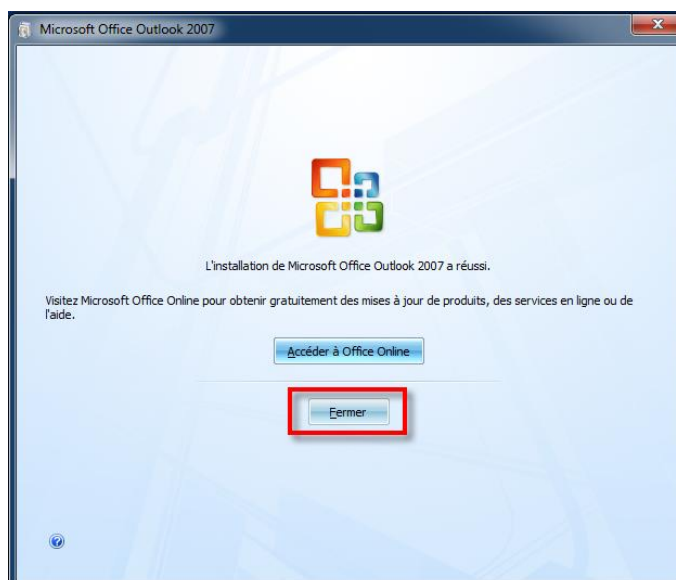 Microsoft Office Outlook 2007
L'installation de Microsoft Office Outlook 2007 a réussi.
Visitez Microsoft Office Online pour obtenir gratuitement des mises à jour de produits, des services en ligne ou de
l'aide.
Accéder à Office Online
Fermer